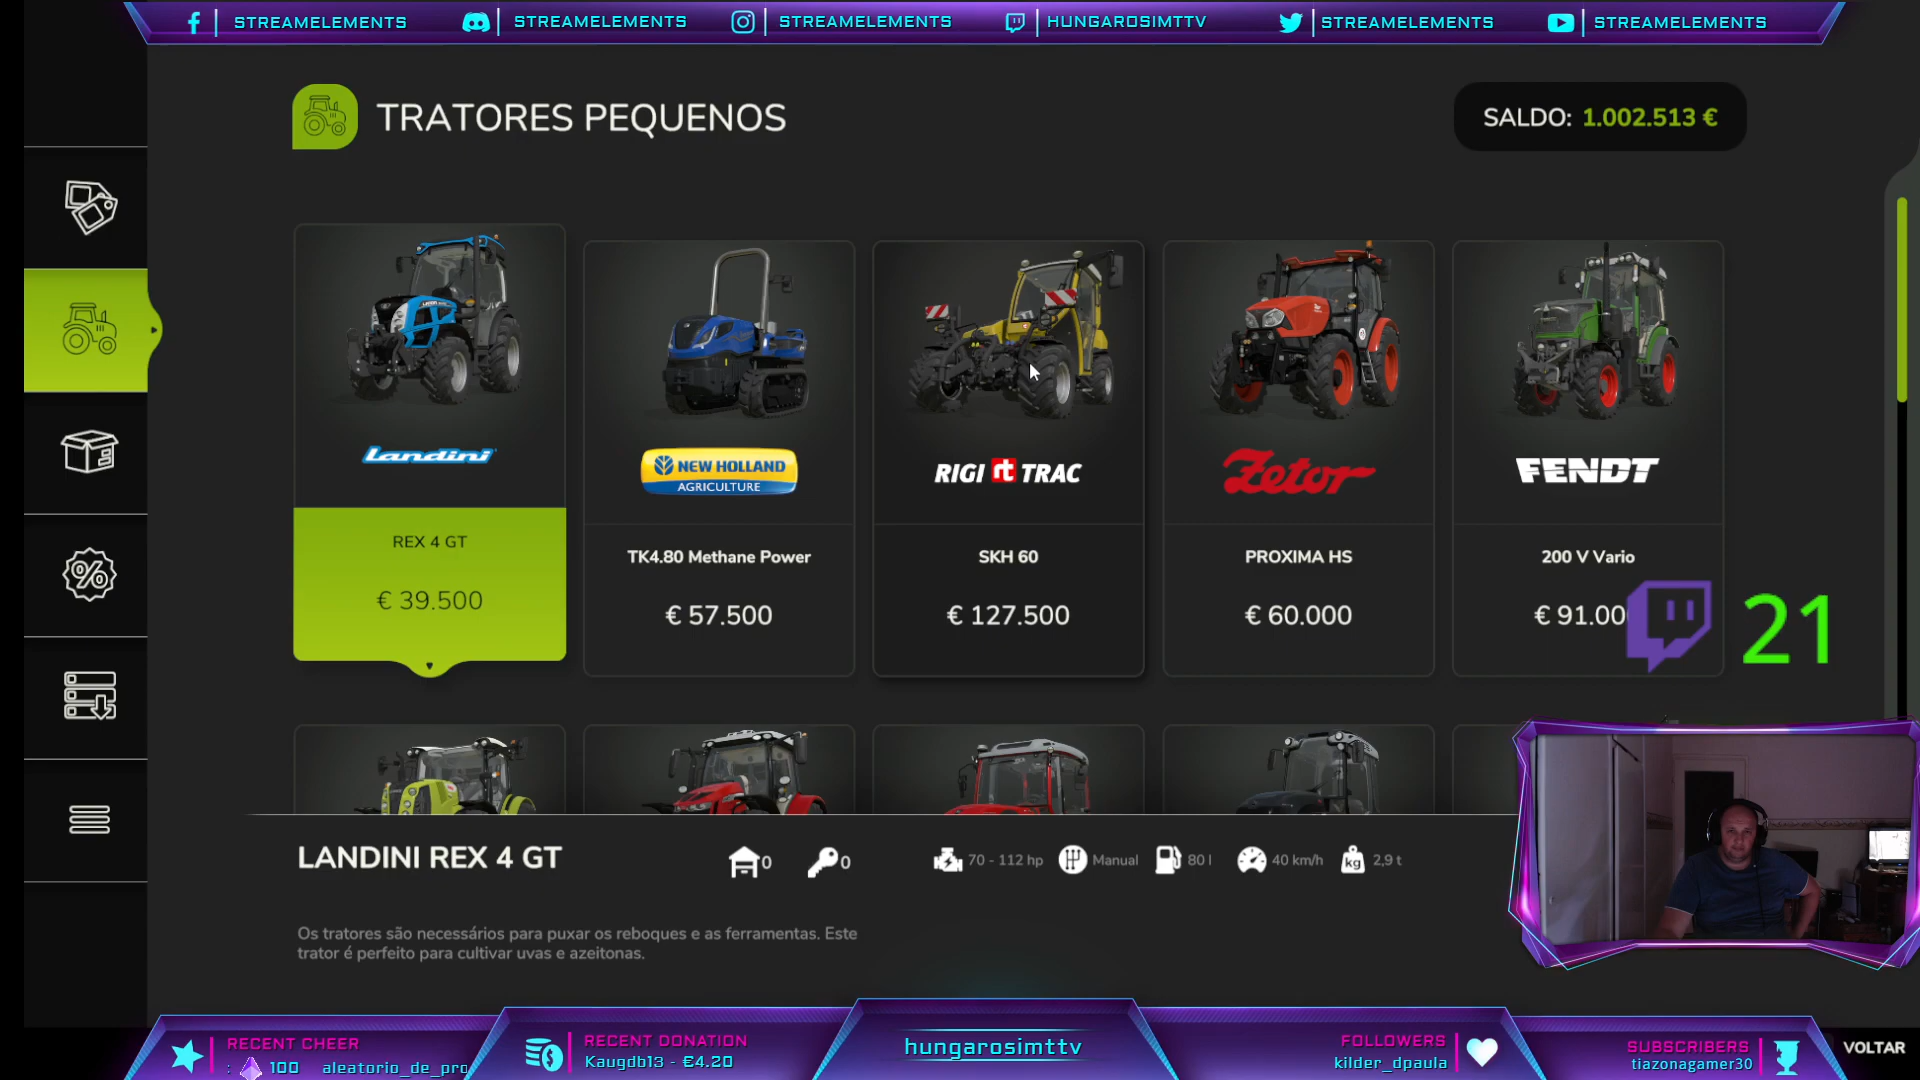 STREAMELEMENTS
STREAMELEMENTS
STREAMELEMENTS
HUNGAROSIMTTV
STREAMELEMENTS
STREAMELEMENTS
TRATORES PEQUENOS
SALDO: 1.002.513 €
Landini
NEW HOLLAND
AGRICULTURE
RIGI rt TRAC
Zetor
FENDT
REX 4 GT
€ 39.500
TK4.80 Methane Power
€ 57.500
SKH 60
€ 127.500
PROXIMA HS
€ 60.000
200 V Vario
€ 91.00
21
LANDINI REX 4 GT
0
0
70 - 112 hp
Manual
80 l
40 km/h
kg
2,9 t
Os tratores são necessários para puxar os reboques e as ferramentas. Este
trator é perfeito para cultivar uvas e azeitonas.
RECENT CHEER
: 100 aleatorio_de_pro
RECENT DONATION
Kaugdb13 - €4.20
hungarosimttv
FOLLOWERS
kilder_dpaula
SUBSCRIBERS
tiazonagamer30
VOLTAR